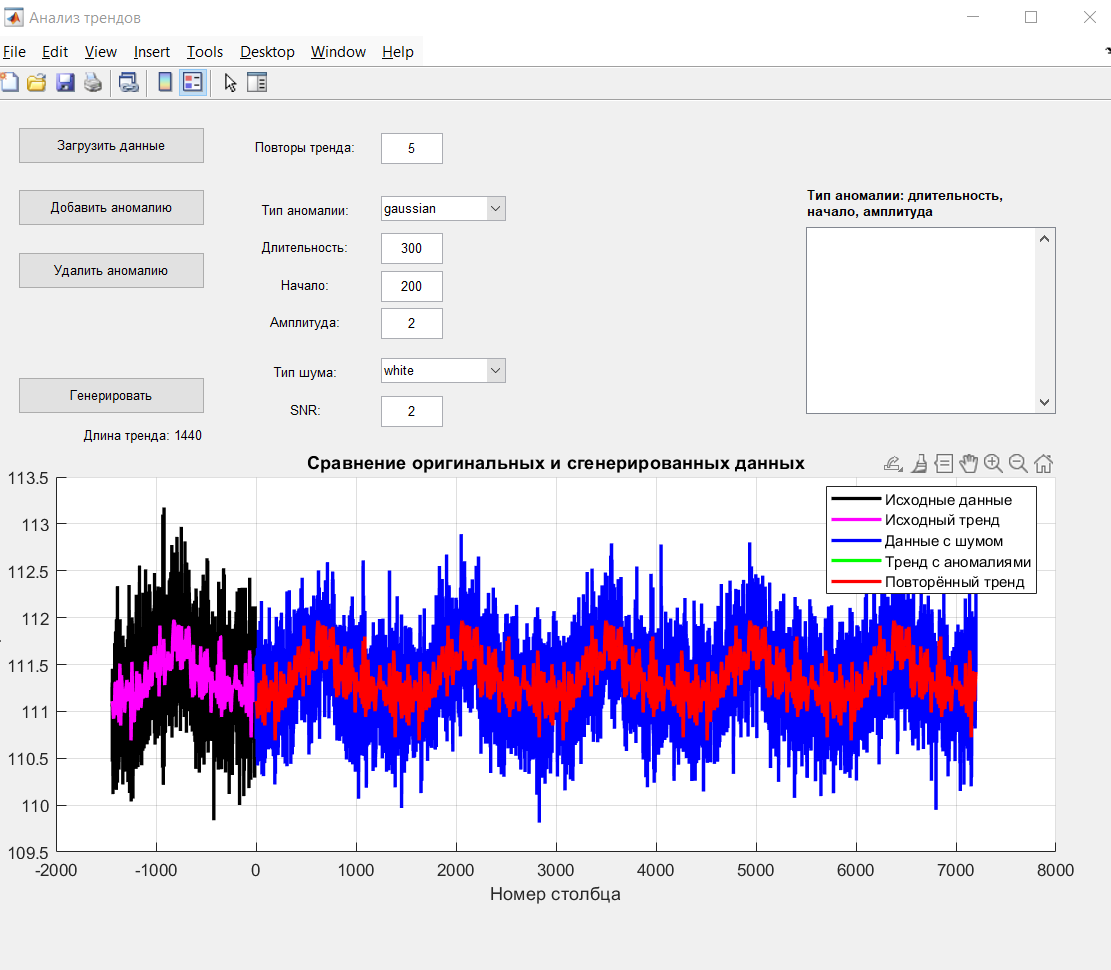 Анализ трендов
File Edit View Insert Tools Desktop Window Help
Загрузить данные
Повторы тренда: 5
Добавить аномалию
Тип аномалии: gaussian
Длительность: 300
Удалить аномалию
Начало: 200
Амплитуда: 2
Тип шума: white
Генерировать
SNR: 2
Длина тренда: 1440
Тип аномалии: длительность,
начало, амплитуда
Сравнение оригинальных и сгенерированных данных
113.5
113
112.5
112
111.5
111
110.5
110
109.5
Исходные данные
Исходный тренд
Данные с шумом
Тренд с аномалиями
Повторённый тренд
-2000 -1000 0 1000 2000 3000 4000 5000 6000 7000 8000
Номер столбца